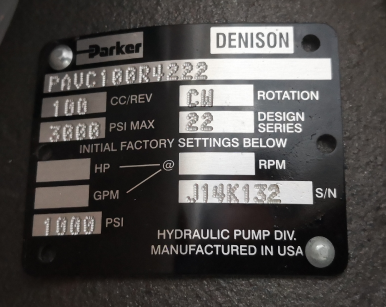 Parker DENISON
PAVC100R4222
100 CC/REV CW ROTATION
3000 PSI MAX 22 DESIGN SERIES
INITIAL FACTORY SETTINGS BELOW
HP @ RPM
GPM J14K132 S/N
1000 PSI
HYDRAULIC PUMP DIV.
MANUFACTURED IN USA